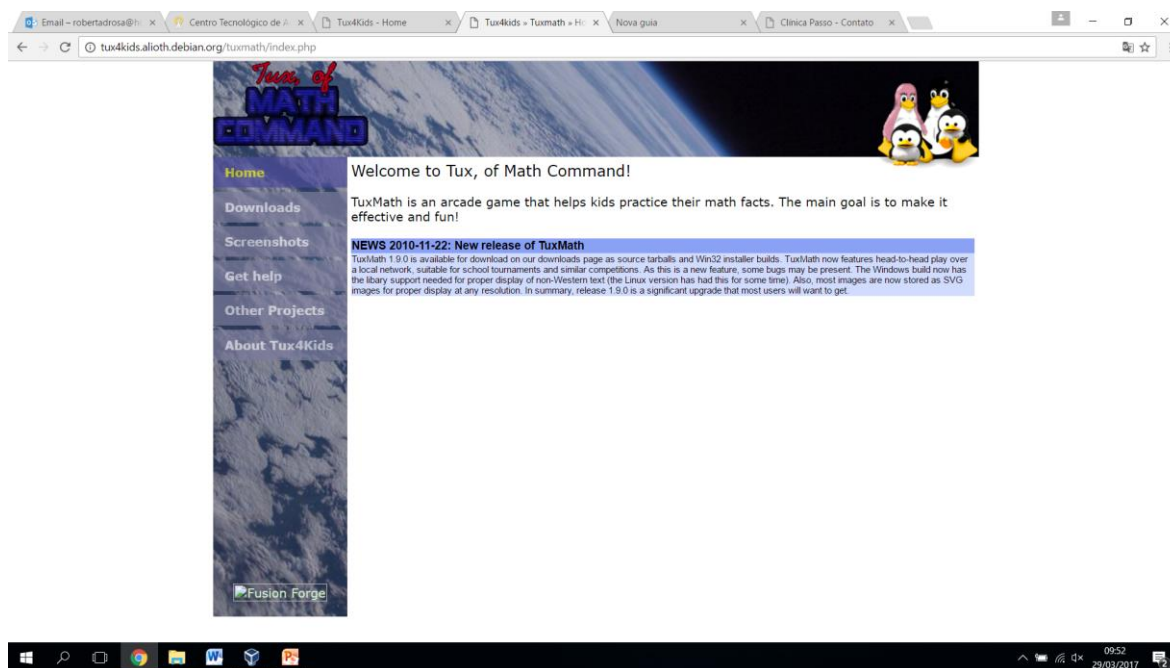 Email – robertadrosa@h
Centro Tecnológico de A
Tux4Kids - Home
Tux4kids » Tuxmath » Ho
Nova guia
Clínica Passo - Contato
tux4kids.alioth.debian.org/tuxmath/index.php
Tux, of
MATH
COMMAND
Home
Downloads
Screenshots
Get help
Other Projects
About Tux4Kids
Fusion Forge
Welcome to Tux, of Math Command!
TuxMath is an arcade game that helps kids practice their math facts. The main goal is to make it
effective and fun!
NEWS 2010-11-22: New release of TuxMath
TuxMath 1.9.0 is available for download on our downloads page as source tarballs and Win32 installer builds. TuxMath now features head-to-head play over
a local network, suitable for school tournaments and similar competitions. As this is a new feature, some bugs may be present. The Windows build now has
the libary support needed for proper display of non-Western text (the Linux version has had this for some time). Also, most images are now stored as SVG
images for proper display at any resolution. In summary, release 1.9.0 is a significant upgrade that most users will want to get.
09:52
29/03/2017